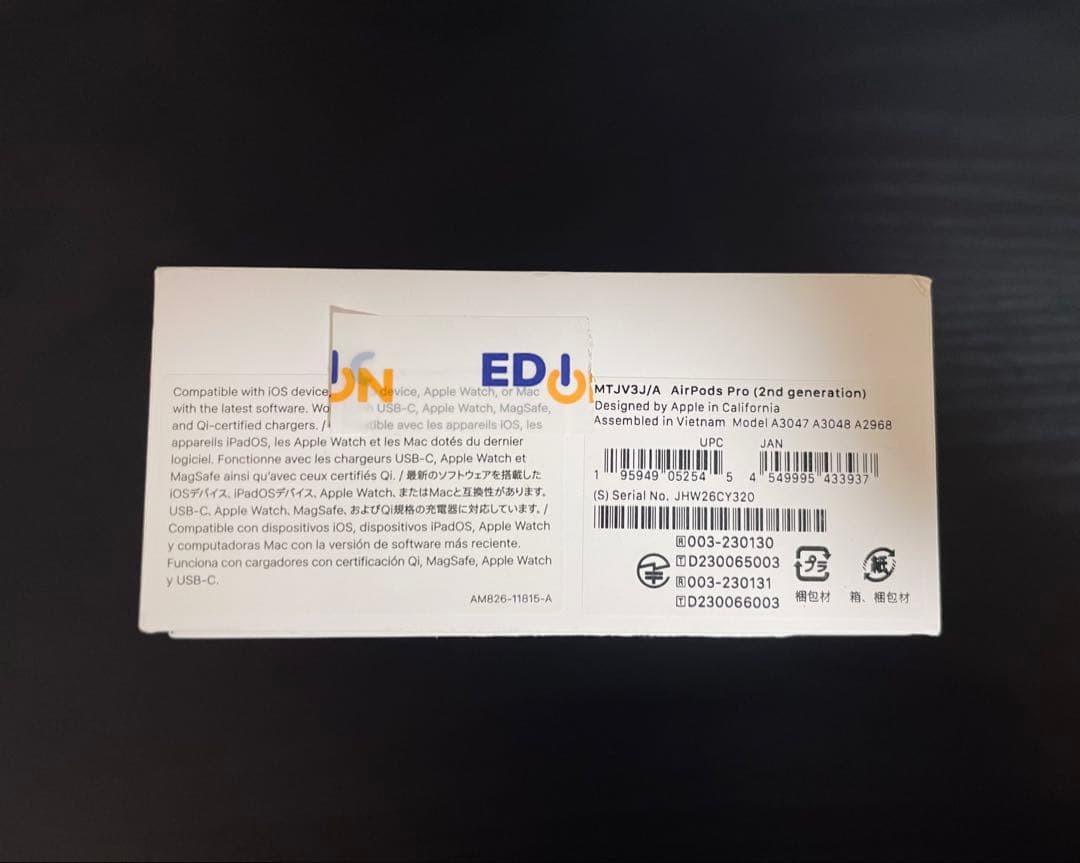 EDI
ON
Compatible with iOS device, device, Apple Watch, or Mac
with the latest software. USB-C, Apple Watch, MagSafe,
and Qi-certified chargers. / avec les appareils iOS, les
appareils iPadOS, les Apple Watch et les Mac dotés du dernier
logiciel. Fonctionne avec les chargeurs USB-C, Apple Watch et
MagSafe ainsi qu'avec ceux certifiés Qi. / 最新のソフトウェアを搭載した
iOSデバイス、iPadOSデバイス、Apple Watch、またはMacと互換性があります。
USB-C、Apple Watch、MagSafe、およびQi規格の充電器に対応しています。/
Compatible con dispositivos iOS, dispositivos iPadOS, Apple Watch
y computadoras Mac con la versión de software más reciente.
Funciona con cargadores con certificación Qi, MagSafe, Apple Watch
y USB-C.
AM826-11815-A
MTJV3J/A AirPods Pro (2nd generation)
Designed by Apple in California
Assembled in Vietnam Model A3047 A3048 A2968
UPC JAN
1 95949 05254 5 4 549995 433937
(S) Serial No. JHW26CY320
R 003-230130
T D230065003
R 003-230131
T D230066003
プラ
梱包材
紙
箱、梱包材